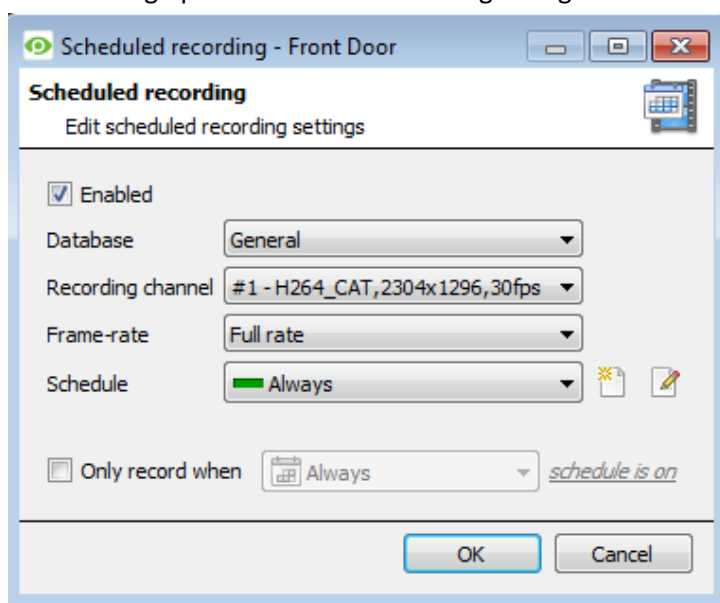 Scheduled recording - Front Door
Scheduled recording
Edit scheduled recording settings
Enabled
Database General
Recording channel #1 - H264_CAT,2304x1296,30fps
Frame-rate Full rate
Schedule Always
Only record when Always schedule is on
OK Cancel